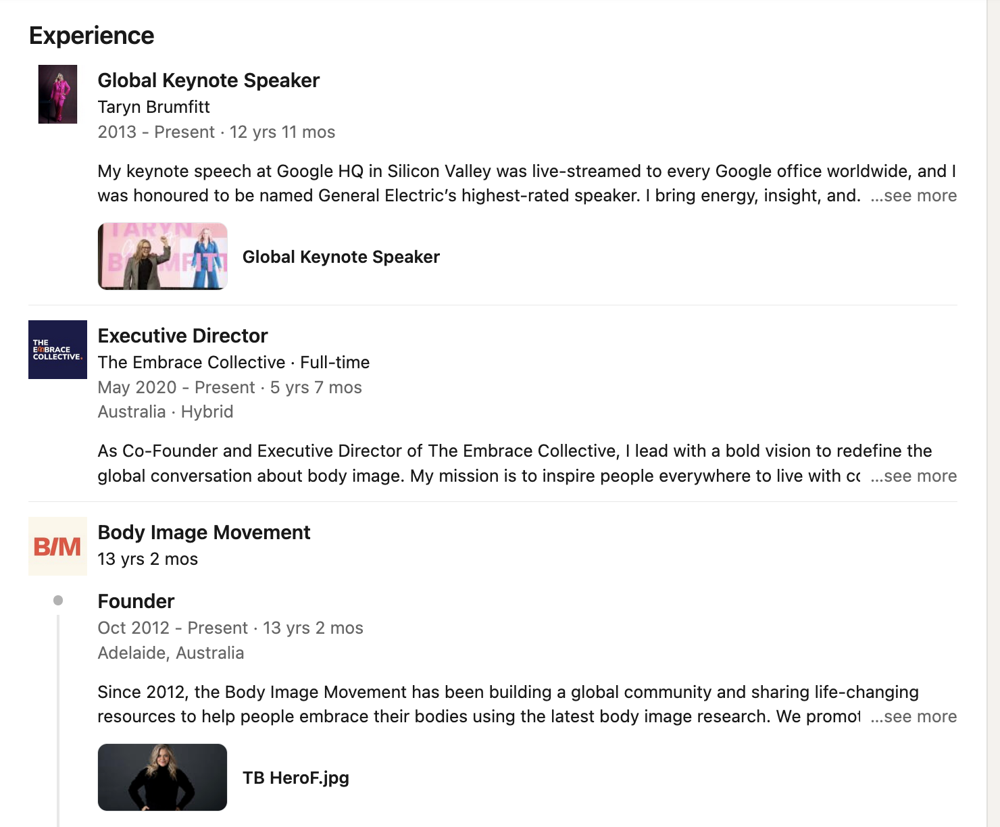 Experience
Global Keynote Speaker
Taryn Brumfitt
2013 - Present · 12 yrs 11 mos
My keynote speech at Google HQ in Silicon Valley was live-streamed to every Google office worldwide, and I
was honoured to be named General Electric’s highest-rated speaker. I bring energy, insight, and. …see more
TARYN
Global Keynote Speaker
THE
EMBRACE
COLLECTIVE.
Executive Director
The Embrace Collective · Full-time
May 2020 - Present · 5 yrs 7 mos
Australia · Hybrid
As Co-Founder and Executive Director of The Embrace Collective, I lead with a bold vision to redefine the
global conversation about body image. My mission is to inspire people everywhere to live with cc …see more
BIM
Body Image Movement
13 yrs 2 mos
Founder
Oct 2012 - Present · 13 yrs 2 mos
Adelaide, Australia
Since 2012, the Body Image Movement has been building a global community and sharing life-changing
resources to help people embrace their bodies using the latest body image research. We promot …see more
TB HeroF.jpg